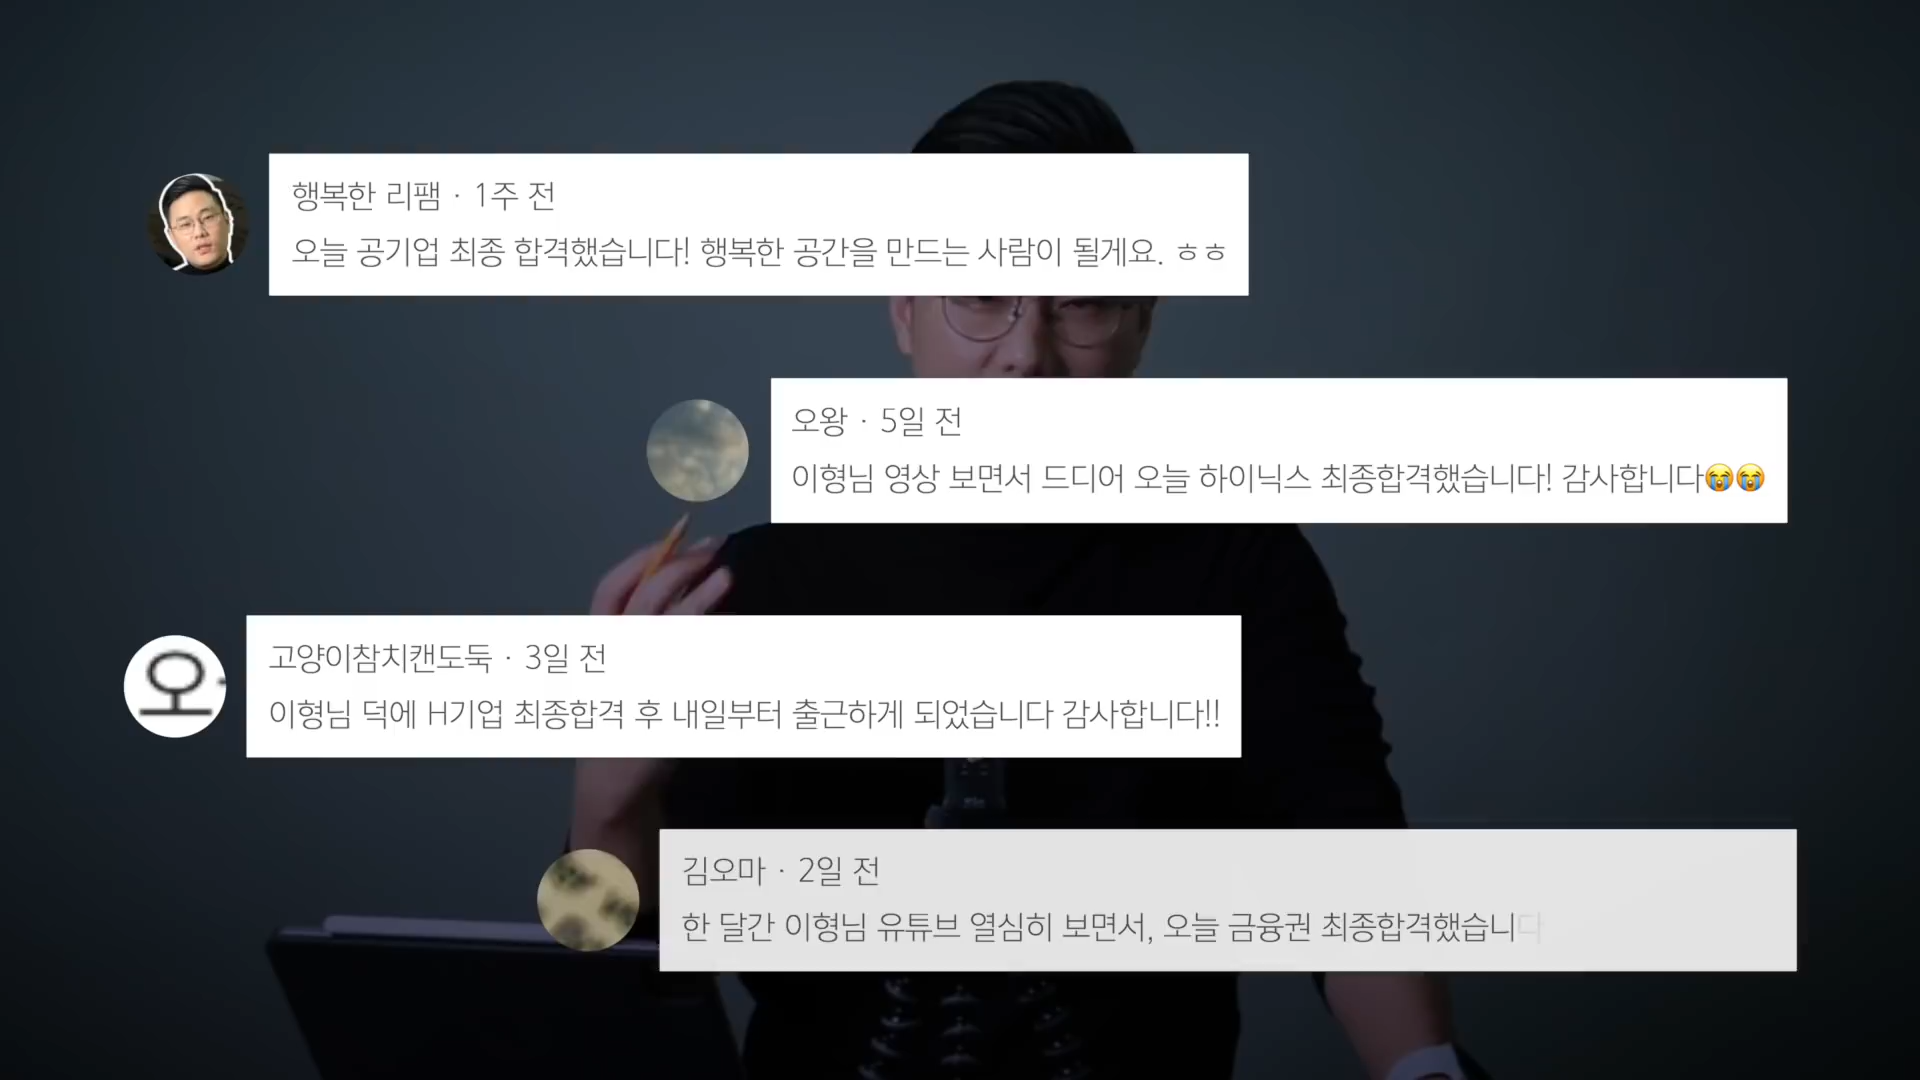 행복한 리팸 · 1주 전
오늘 공기업 최종 합격했습니다! 행복한 공간을 만드는 사람이 될게요. ㅎㅎ
오왕 · 5일 전
이형님 영상 보면서 드디어 오늘 하이닉스 최종합격했습니다! 감사합니다😭😭
오
고양이참치캔도둑 · 3일 전
이형님 덕에 H기업 최종합격 후 내일부터 출근하게 되었습니다 감사합니다!!
김오마 · 2일 전
한 달간 이형님 유튜브 열심히 보면서, 오늘 금융권 최종합격했습니다